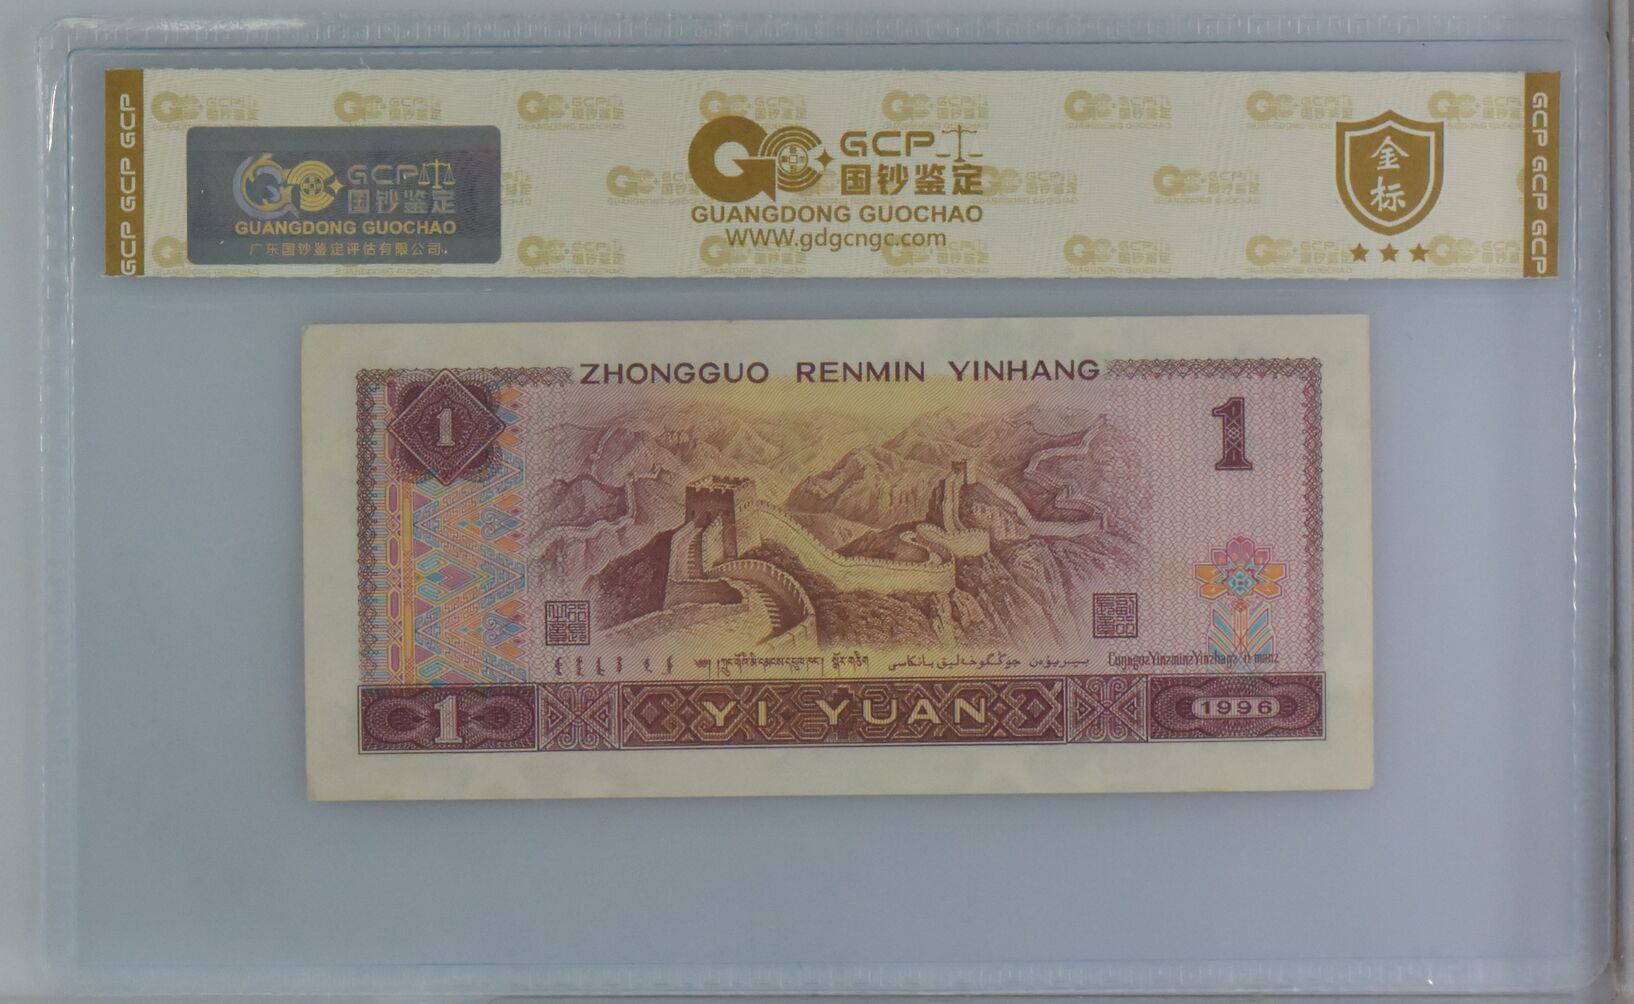 GCP GCP GCP
GCP 国钞鉴定
GUANGDONG GUOCHAO
广东国钞鉴定评估有限公司.
GCP
国钞鉴定
GUANGDONG GUOCHAO
WWW.gdgcngc.com
金
标
GCP GCP GCP
ZHONGGUO RENMIN YINHANG
1
1
1 YI YUAN 1996